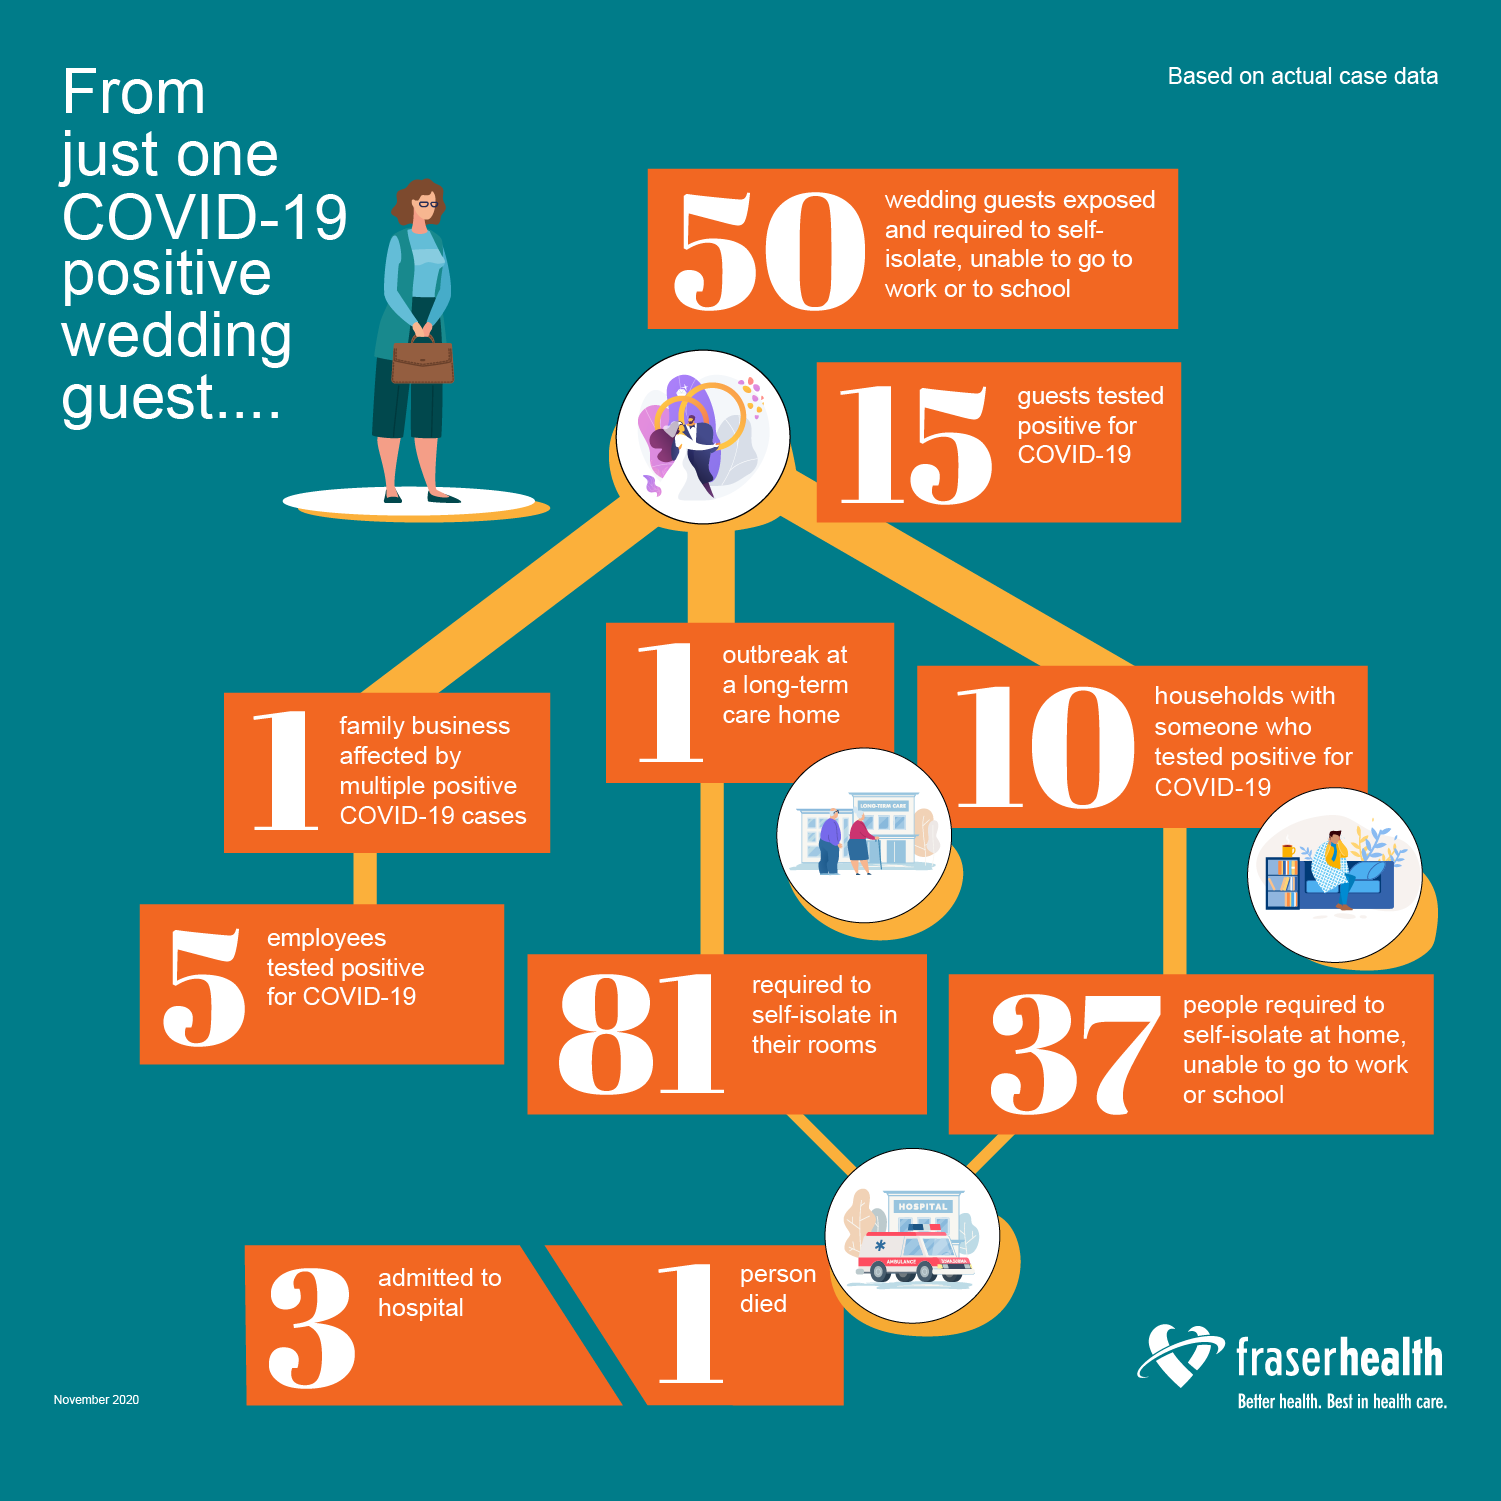 From
just one
COVID-19
positive
wedding
guest....
Based on actual case data
50
wedding guests exposed
and required to self-
isolate, unable to go to
work or to school
15
guests tested
positive for
COVID-19
1
family business
affected by
multiple positive
COVID-19 cases
1
outbreak at
a long-term
care home
10
households with
someone who
tested positive for
COVID-19
LONG-TERM CARE
5
employees
tested positive
for COVID-19
81
required to
self-isolate in
their rooms
37
people required to
self-isolate at home,
unable to go to work
or school
HOSPITAL
AMBULANCE
3
admitted to
hospital
1
person
died
fraserhealth
Better health. Best in health care.
November 2020